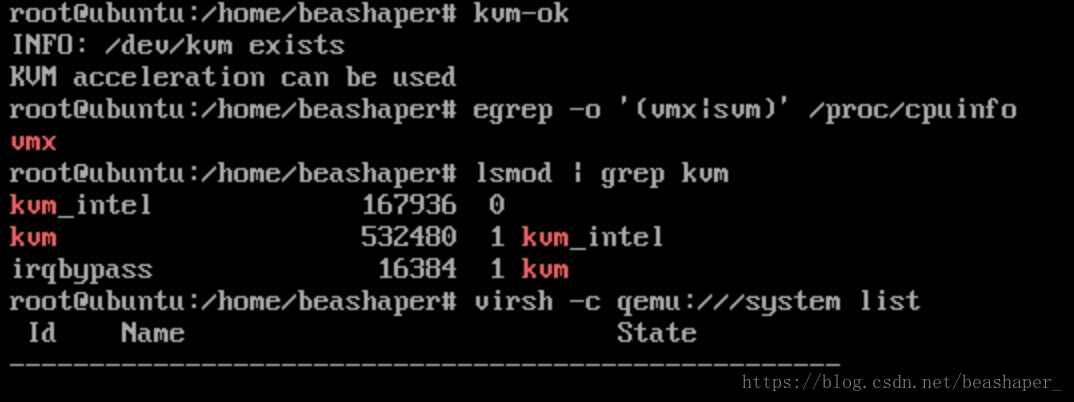 root@ubuntu:/home/beashaper# kvm-ok
INFO: /dev/kvm exists
KVM acceleration can be used
root@ubuntu:/home/beashaper# egrep -o '(vmx|svm)' /proc/cpuinfo
vmx
root@ubuntu:/home/beashaper# lsmod | grep kvm
kvm_intel 167936 0
kvm 532480 1 kvm_intel
irqbypass 16384 1 kvm
root@ubuntu:/home/beashaper# virsh -c qemu:///system list
Id Name State
----------------------------------------------------
https://blog.csdn.net/beashaper_